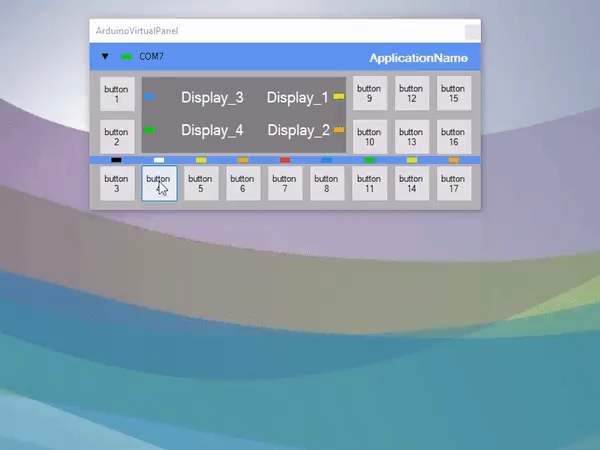 ArduinoVirtualPanel
COM7
ApplicationName
button 1
Display_3
Display_1
button 9
button 12
button 15
button 2
Display_4
Display_2
button 10
button 13
button 16
button 3
button 4
button 5
button 6
button 7
button 8
button 11
button 14
button 17